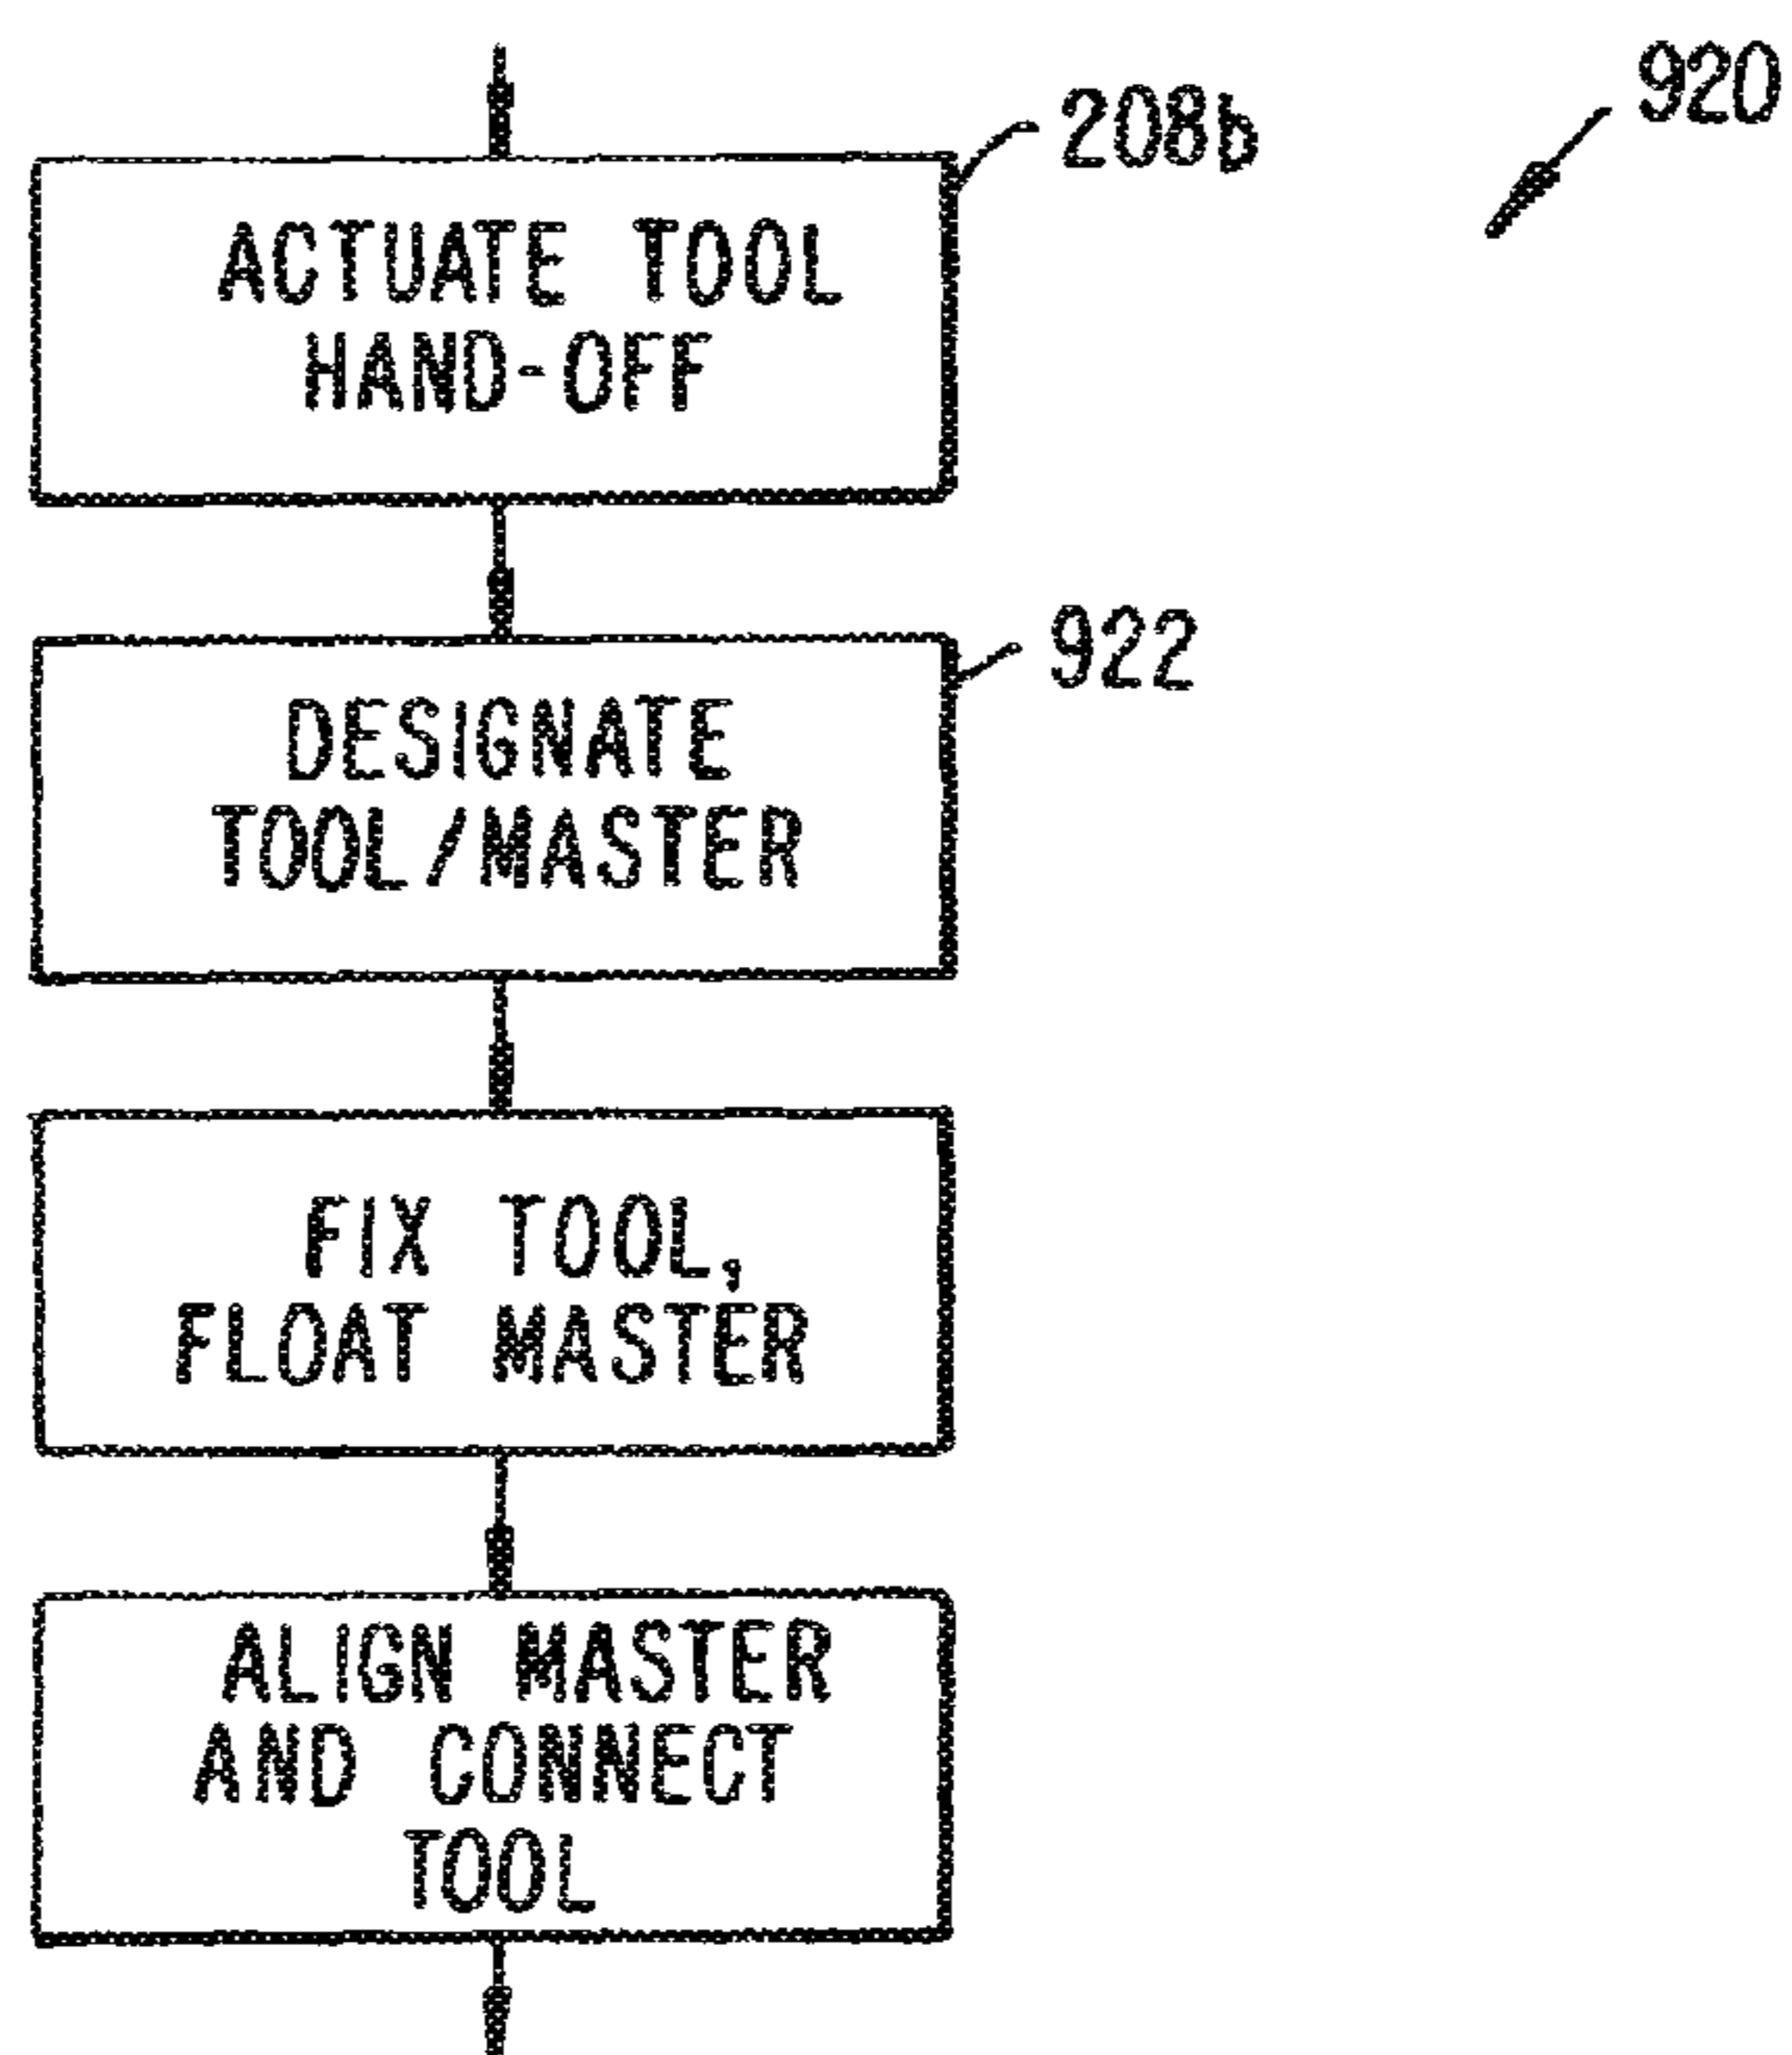 920
208b
ACTUATE TOOL
HAND-OFF
922
DESIGNATE
TOOL/MASTER
FIX TOOL,
FLOAT MASTER
ALIGN MASTER
AND CONNECT
TOOL